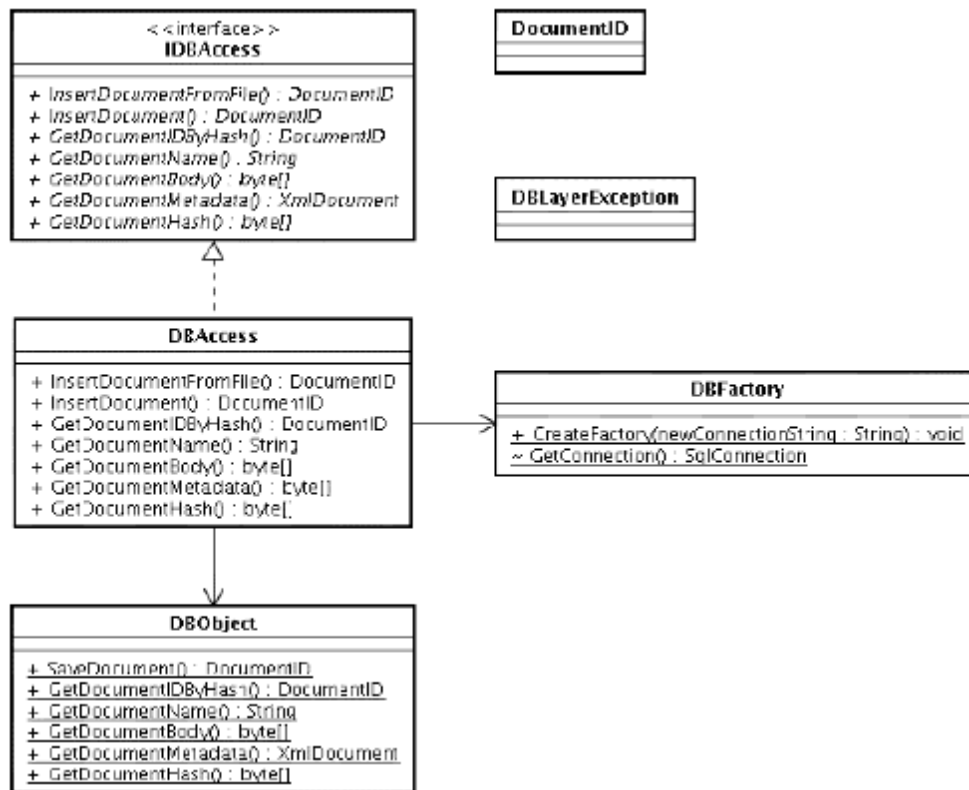 <<interface>>
IDBAccess
+ InsertDocumentFromFile() : DocumentID
+ InsertDocument() : DocumentID
+ GetDocumentIDByHash() : DocumentID
+ GetDocumentName() : String
+ GetDocumentBody() : byte[]
+ GetDocumentMetadata() : XmlDocument
+ GetDocumentHash() : byte[]
DocumentID
DBLayerException
DBAccess
+ InsertDocumentFromFile() : DocumentID
+ InsertDocument() : DocumentID
+ GetDocumentIDByHash() : DocumentID
+ GetDocumentName() : String
+ GetDocumentBody() : byte[]
+ GetDocumentMetadata() : byte[]
+ GetDocumentHash() : byte[]
DBFactory
+ CreateFactory(newConnectionString : String) : void
~ GetConnection() : SqlConnection
DBObject
+ SaveDocument() : DocumentID
+ GetDocumentIDByHash() : DocumentID
+ GetDocumentName() : String
+ GetDocumentBody() : byte[]
+ GetDocumentMetadata() : XmlDocument
+ GetDocumentHash() : byte[]